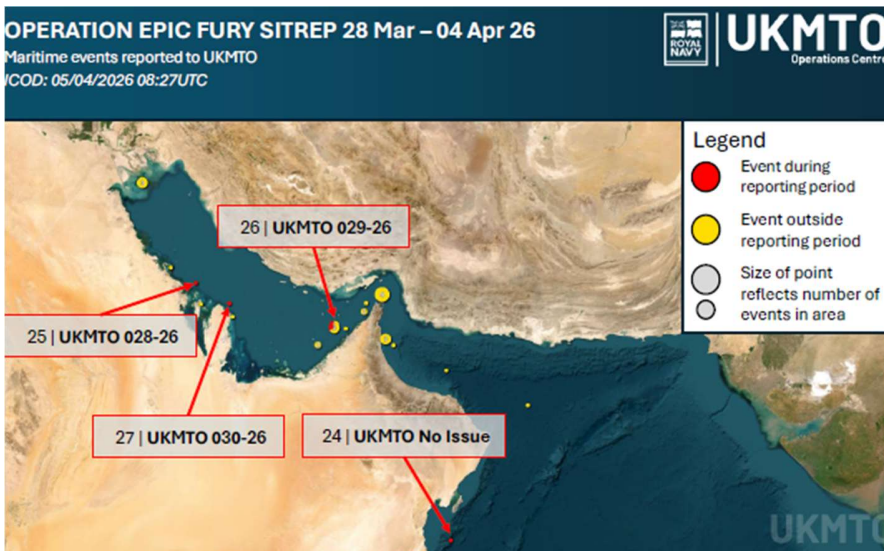 OPERATION EPIC FURY SITREP 28 Mar – 04 Apr 26
Maritime events reported to UKMTO
ICOD: 05/04/2026 08:27UTC
ROYAL
NAVY
UKMTO
Operations Centre
Legend
Event during
reporting period
Event outside
reporting period
Size of point
reflects number of
events in area
26 | UKMTO 029-26
25 | UKMTO 028-26
27 | UKMTO 030-26
24 | UKMTO No Issue
UKMTO